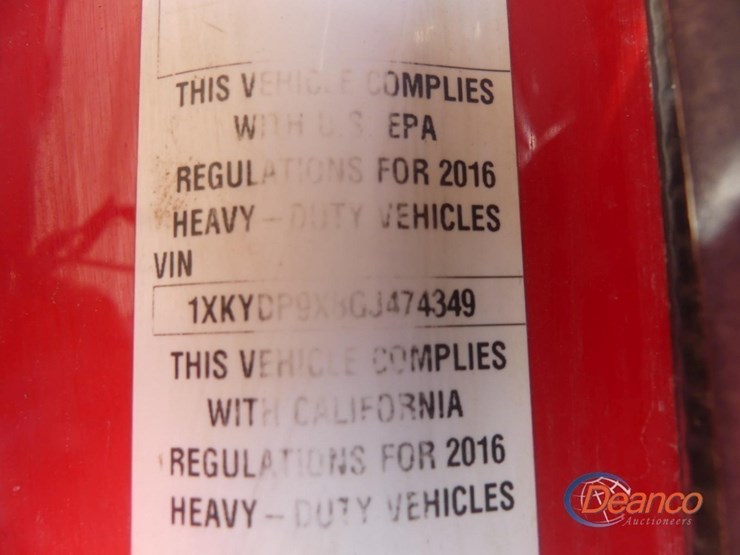 THIS VEHICLE COMPLIES
WITH U.S. EPA
REGULATIONS FOR 2016
HEAVY – DUTY VEHICLES
VIN
1XKYDP9X8GJ474349
THIS VEHICLE COMPLIES
WITH CALIFORNIA
REGULATIONS FOR 2016
HEAVY – DUTY VEHICLES
Deanco
Auctioneers